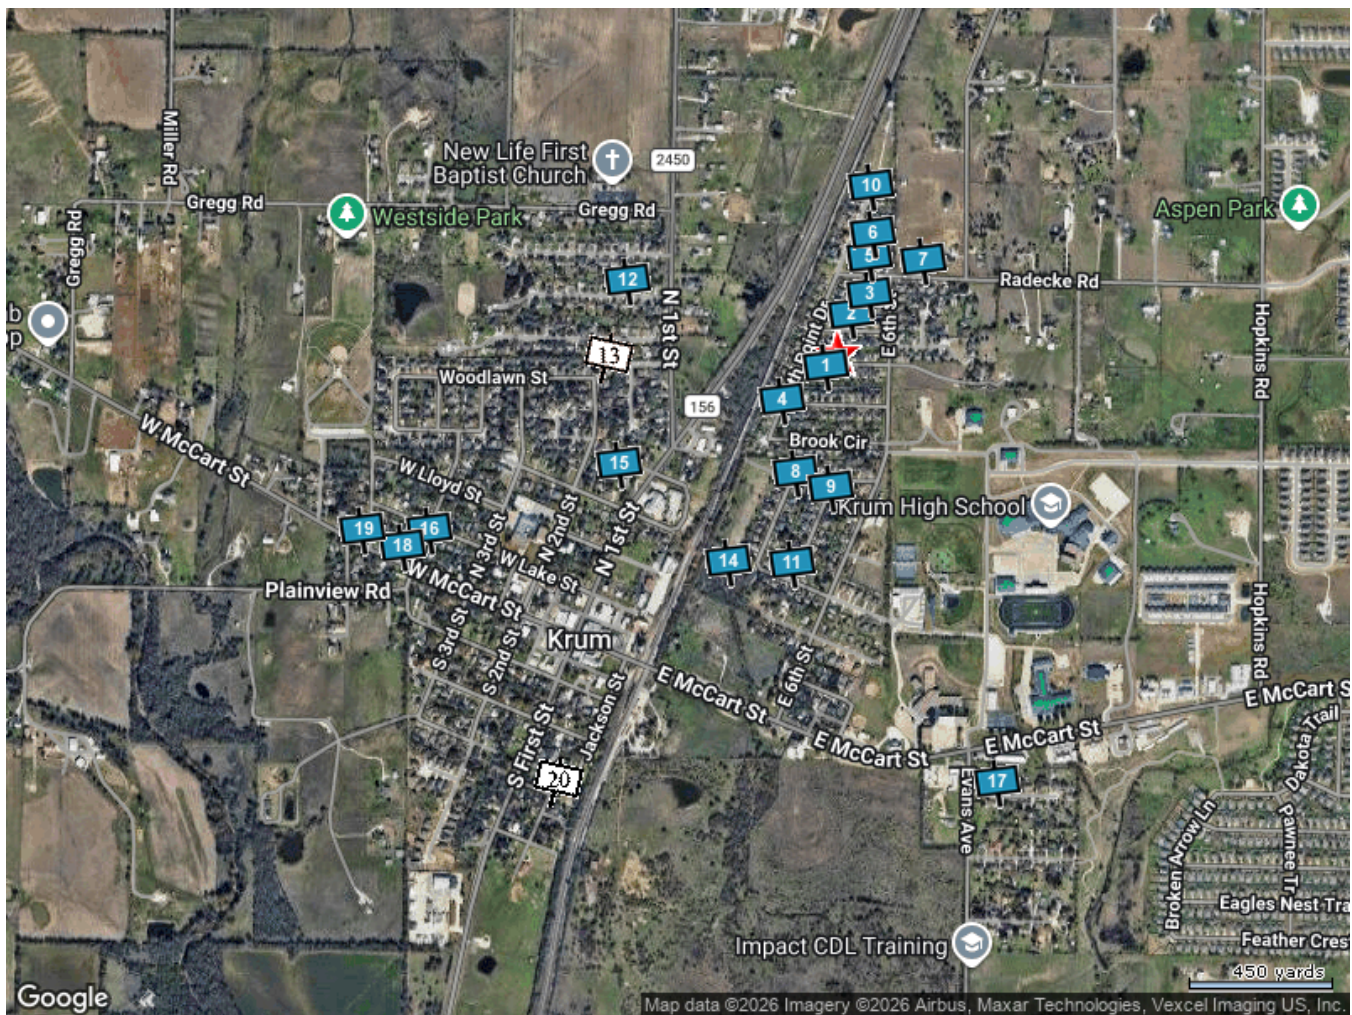 Miller Rd
New Life First
Baptist Church
2450
10
Gregg Rd
Gregg Rd
Westside Park
Aspen Park
Gregg Rd
6
5
7
12
Radecke Rd
3
N 1st St
2
E 6th St
Hopkins Rd
13
1
Woodlawn St
4
156
W McCart St
Brook Cir
W Lloyd St
15
8
9
Krum High School
19
16
18
N 3rd St
N 2nd St
N 1st St
W Lake St
14
11
Plainview Rd
W McCart St
Hopkins Rd
S 3rd St
Krum
S 2nd St
E 6th St
E McCart St
Jackson St
E McCart St
E McCart St
E McCart S
S First St
20
17
Evans Ave
Dakota Trail
Broken Arrow Ln
Pawnee Tr
Eagles Nest Tra
Feather Cres
Impact CDL Training
450 yards
Google
Map data ©2026 Imagery ©2026 Airbus, Maxar Technologies, Vexcel Imaging US, Inc.